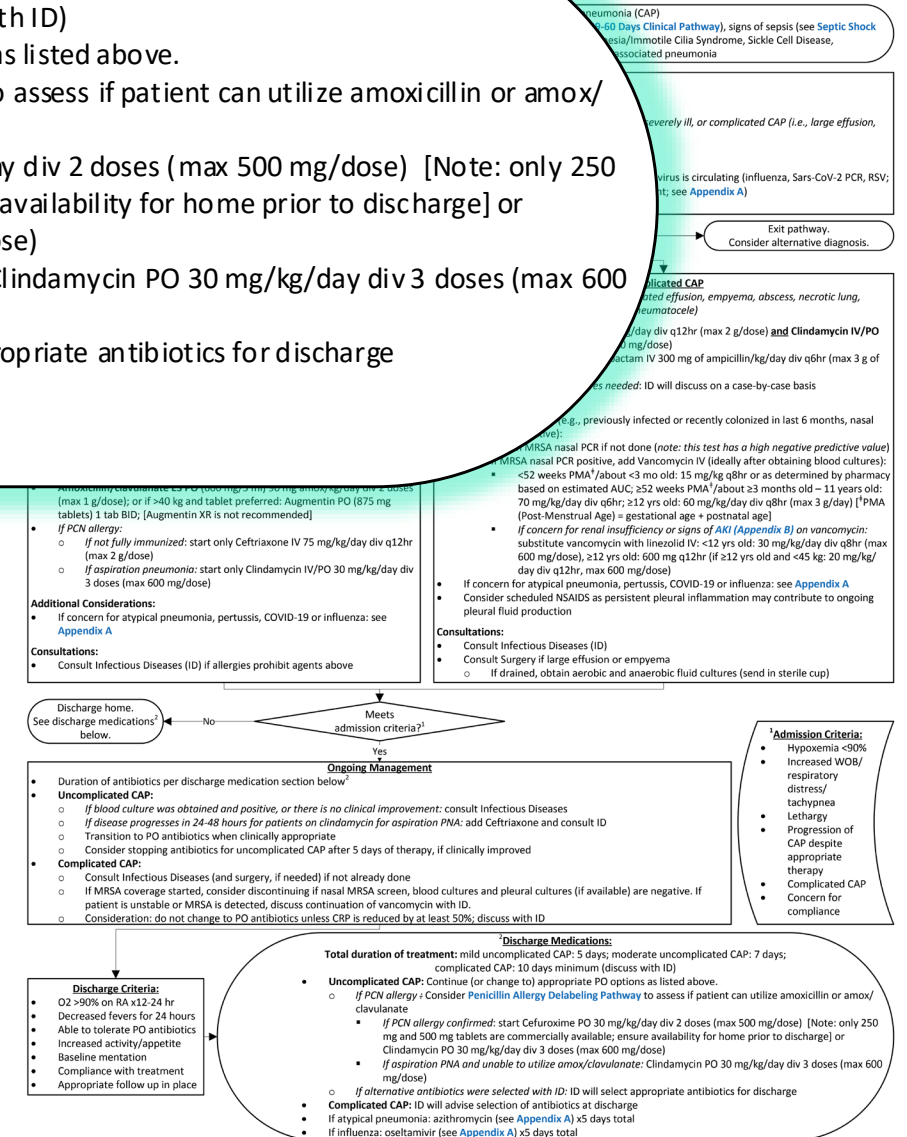 th ID)
as listed above.
o assess if patient can utilize amoxicillin or amox/
ay div 2 doses (max 500 mg/dose) [Note: only 250
availability for home prior to discharge] or
ose)
Clindamycin PO 30 mg/kg/day div 3 doses (max 600
ropriate antibiotics for discharge
neumonia (CAP)
-60 Days Clinical Pathway), signs of sepsis (see Septic Shock
esia/Immotile Cilia Syndrome, Sickle Cell Disease,
associated pneumonia
severely ill, or complicated CAP (i.e., large effusion,
virus is circulating (influenza, Sars-CoV-2 PCR, RSV;
nt; see Appendix A)
Exit pathway.
Consider alternative diagnosis.
plicated CAP
ated effusion, empyema, abscess, necrotic lung,
eumatocele)
/day div q12hr (max 2 g/dose) and Clindamycin IV/PO
0 mg/dose)
bactam IV 300 mg of ampicillin/kg/day div q6hr (max 3 g of
es needed: ID will discuss on a case-by-case basis
(e.g., previously infected or recently colonized in last 6 months, nasal
tive):
MRSA nasal PCR if not done (note: this test has a high negative predictive value)
MRSA nasal PCR positive, add Vancomycin IV (ideally after obtaining blood cultures):
▪ <52 weeks PMA†/about <3 mo old: 15 mg/kg q8hr or as determined by pharmacy
based on estimated AUC; ≥52 weeks PMA†/about ≥3 months old – 11 years old:
70 mg/kg/day div q6hr; ≥12 yrs old: 60 mg/kg/day div q8hr (max 3 g/day) [†PMA
(Post-Menstrual Age) = gestational age + postnatal age]
▪ If concern for renal insufficiency or signs of AKI (Appendix B) on vancomycin:
substitute vancomycin with linezolid IV: <12 yrs old: 30 mg/kg/day div q8hr (max
600 mg/dose), ≥12 yrs old: 600 mg q12hr (if ≥12 yrs old and <45 kg: 20 mg/kg/
day div q12hr, max 600 mg/dose)
• If concern for atypical pneumonia, pertussis, COVID-19 or influenza: see Appendix A
• Consider scheduled NSAIDS as persistent pleural inflammation may contribute to ongoing
pleural fluid production
Consultations:
• Consult Infectious Diseases (ID)
• Consult Surgery if large effusion or empyema
o If drained, obtain aerobic and anaerobic fluid cultures (send in sterile cup)
Amoxicillin/clavulanate ES PO (600 mg/5 ml) 90 mg amoxicillin/kg/day div 2 doses
(max 1 g/dose); or if >40 kg and tablet preferred: Augmentin PO (875 mg
tablets) 1 tab BID; [Augmentin XR is not recommended]
• If PCN allergy:
o If not fully immunized: start only Ceftriaxone IV 75 mg/kg/day div q12hr
(max 2 g/dose)
o If aspiration pneumonia: start only Clindamycin IV/PO 30 mg/kg/day div
3 doses (max 600 mg/dose)
Additional Considerations:
• If concern for atypical pneumonia, pertussis, COVID-19 or influenza: see
Appendix A
Consultations:
• Consult Infectious Diseases (ID) if allergies prohibit agents above
Discharge home.
See discharge medications2
below.
No
Meets
admission criteria?1
Yes
Ongoing Management
• Duration of antibiotics per discharge medication section below2
• Uncomplicated CAP:
o If blood culture was obtained and positive, or there is no clinical improvement: consult Infectious Diseases
o If disease progresses in 24-48 hours for patients on clindamycin for aspiration PNA: add Ceftriaxone and consult ID
o Transition to PO antibiotics when clinically appropriate
o Consider stopping antibiotics for uncomplicated CAP after 5 days of therapy, if clinically improved
• Complicated CAP:
o Consult Infectious Diseases (and surgery, if needed) if not already done
o If MRSA coverage started, consider discontinuing if nasal MRSA screen, blood cultures and pleural cultures (if available) are negative. If
patient is unstable or MRSA is detected, discuss continuation of vancomycin with ID.
o Consideration: do not change to PO antibiotics unless CRP is reduced by at least 50%; discuss with ID
1Admission Criteria:
• Hypoxemia <90%
• Increased WOB/
respiratory
distress/
tachypnea
• Lethargy
• Progression of
CAP despite
appropriate
therapy
• Complicated CAP
• Concern for
compliance
Discharge Criteria:
• O2 >90% on RA x12-24 hr
• Decreased fevers for 24 hours
• Able to tolerate PO antibiotics
• Increased activity/appetite
• Baseline mentation
• Compliance with treatment
• Appropriate follow up in place
2Discharge Medications:
Total duration of treatment: mild uncomplicated CAP: 5 days; moderate uncomplicated CAP: 7 days;
complicated CAP: 10 days minimum (discuss with ID)
• Uncomplicated CAP: Continue (or change to) appropriate PO options as listed above.
o If PCN allergy : Consider Penicillin Allergy Delabeling Pathway to assess if patient can utilize amoxicillin or amox/
clavulanate
▪ If PCN allergy confirmed: start Cefuroxime PO 30 mg/kg/day div 2 doses (max 500 mg/dose) [Note: only 250
mg and 500 mg tablets are commercially available; ensure availability for home prior to discharge] or
Clindamycin PO 30 mg/kg/day div 3 doses (max 600 mg/dose)
▪ If aspiration PNA and unable to utilize amox/clavulanate: Clindamycin PO 30 mg/kg/day div 3 doses (max 600
mg/dose)
o If alternative antibiotics were selected with ID: ID will select appropriate antibiotics for discharge
• Complicated CAP: ID will advise selection of antibiotics at discharge
• If atypical pneumonia: azithromycin (see Appendix A) x5 days total
• If influenza: oseltamivir (see Appendix A) x5 days total